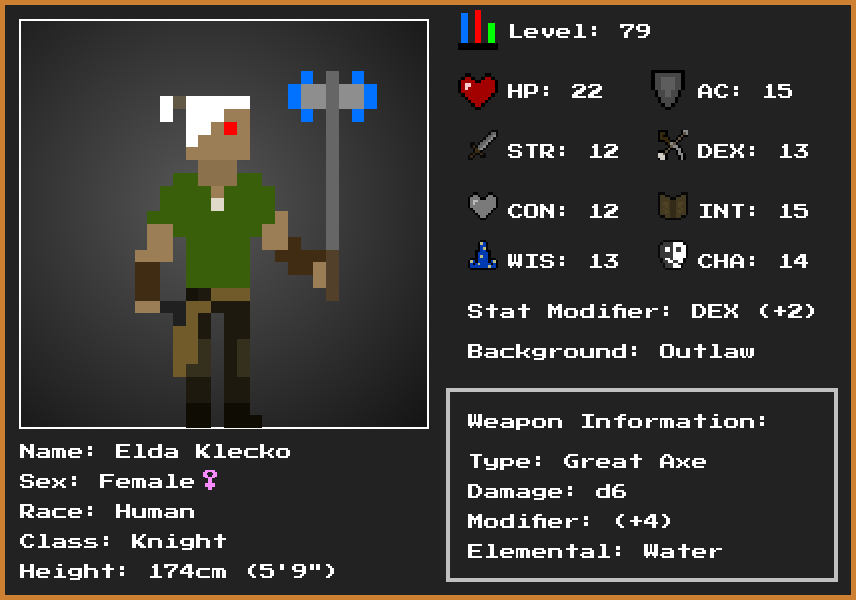 Level: 79
HP: 22
AC: 15
STR: 12
DEX: 13
CON: 12
INT: 15
WIS: 13
CHA: 14
Stat Modifier: DEX (+2)
Background: Outlaw
Weapon Information:
Type: Great Axe
Damage: d6
Modifier: (+4)
Elemental: Water
Name: Elda Klecko
Sex: Female♀
Race: Human
Class: Knight
Height: 174cm (5'9")